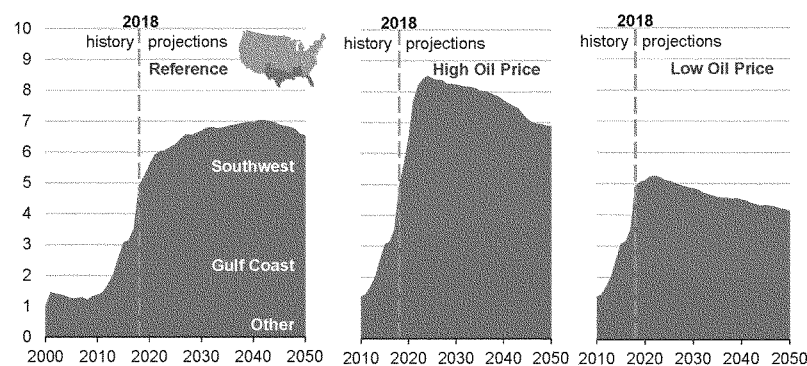 2018
history projections
Reference
10
9
8
7
6
5
4
3
2
1
0
Southwest
Gulf Coast
Other
2000 2010 2020 2030 2040 2050
2018
history projections
High Oil Price
2010 2020 2030 2040 2050
2018
history projections
Low Oil Price
2010 2020 2030 2040 2050